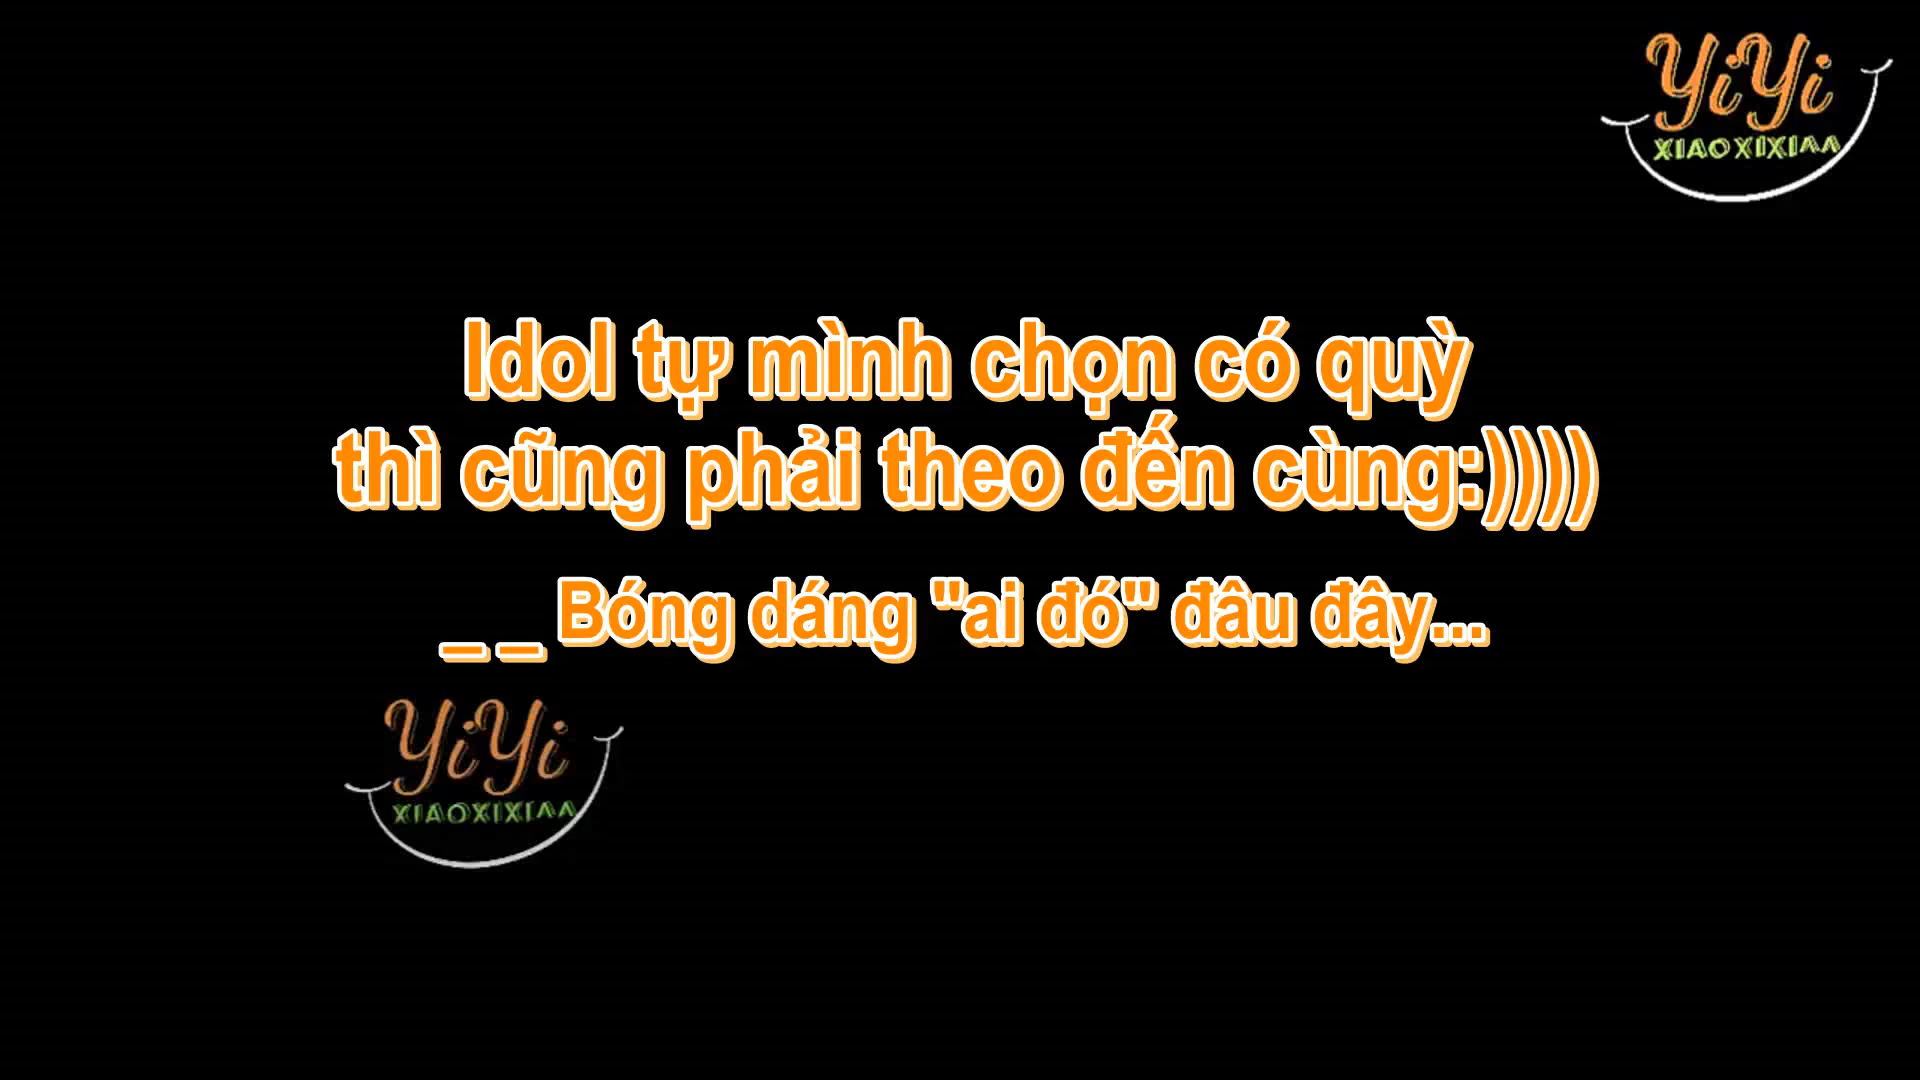 YiYi
XIAOXIXIAA
Idol tự mình chọn có quỳ
thì cũng phải theo đến cùng:))))
_ _ Bóng dáng "ai đó" đâu đây...
YiYi
XIAOXIXIAA